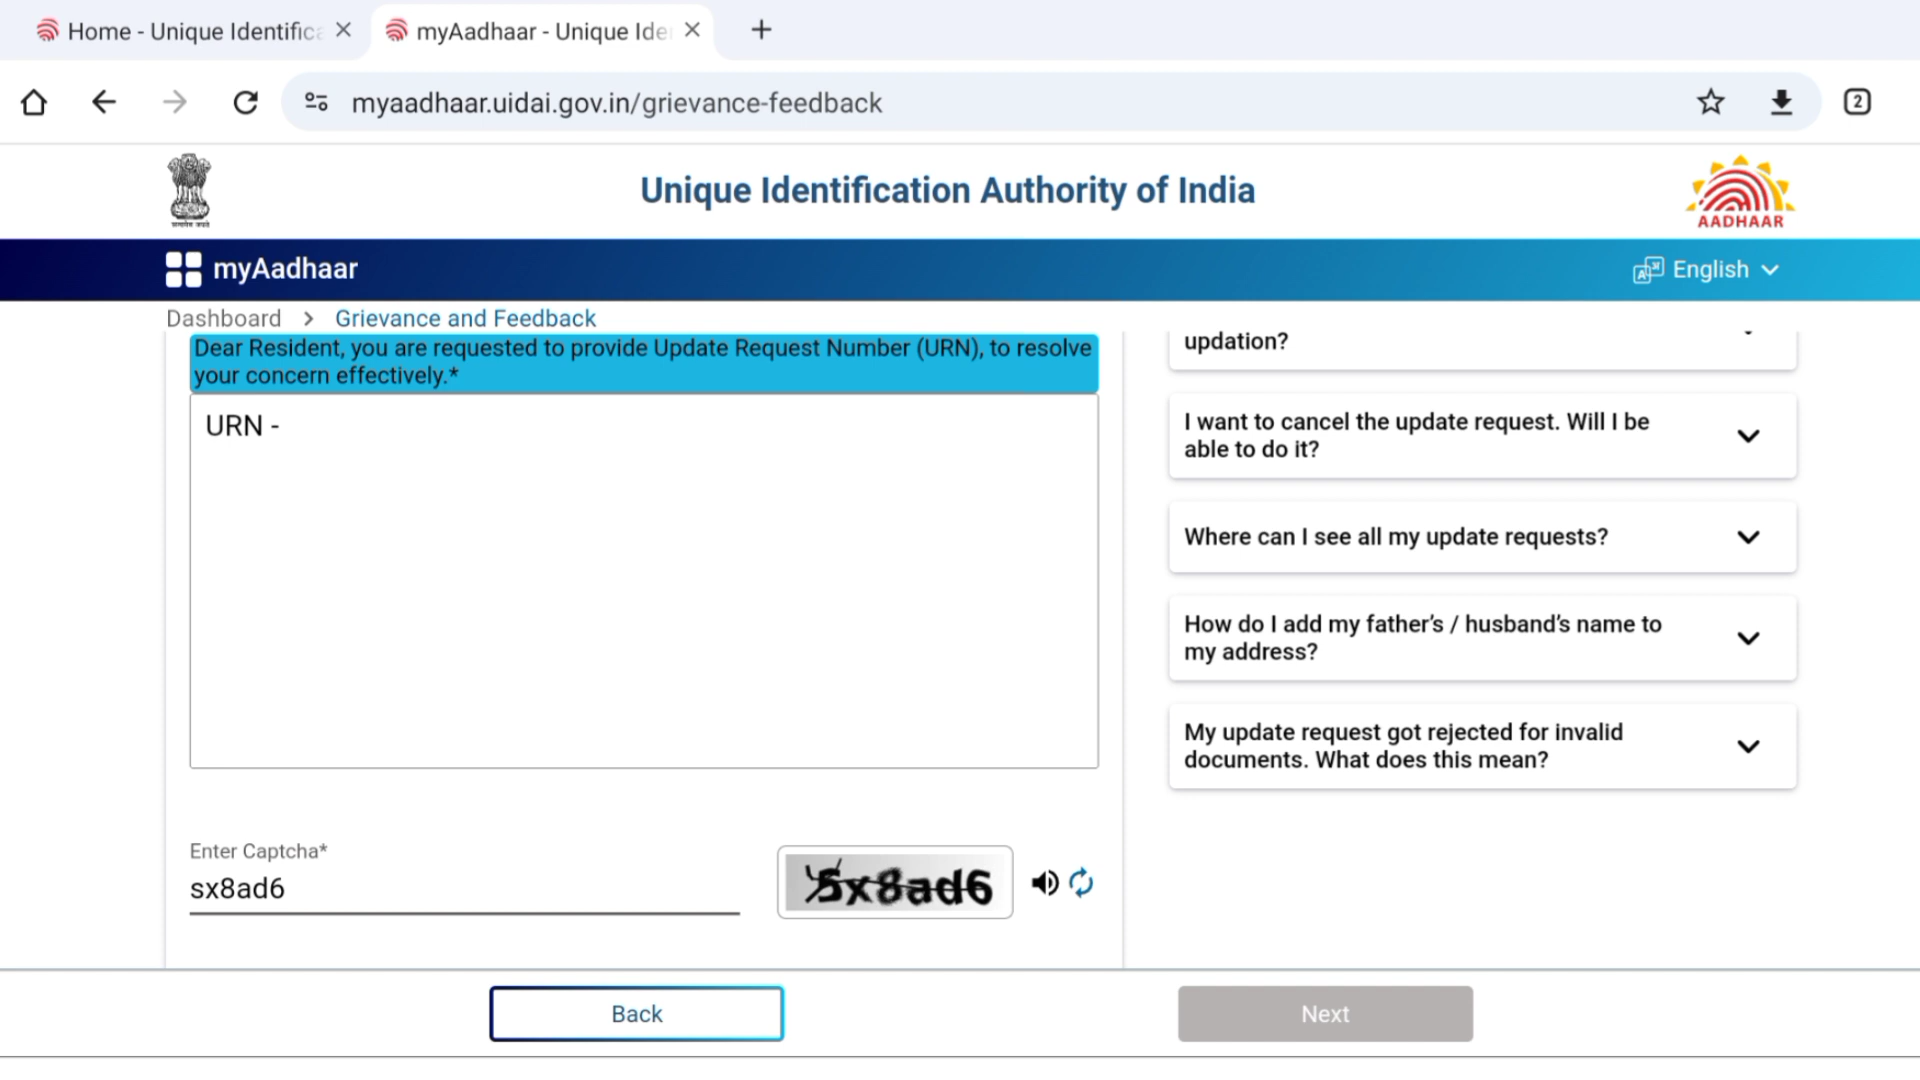 Home - Unique Identifica
myAadhaar - Unique Ide
myaadhaar.uidai.gov.in/grievance-feedback
2
सत्यमेव जयते
Unique Identification Authority of India
AADHAAR
myAadhaar
English
Dashboard > Grievance and Feedback
Dear Resident, you are requested to provide Update Request Number (URN), to resolve
your concern effectively.*
URN -
updation?
I want to cancel the update request. Will I be
able to do it?
Where can I see all my update requests?
How do I add my father's / husband's name to
my address?
My update request got rejected for invalid
documents. What does this mean?
Enter Captcha*
sx8ad6
5x8ad6
Back
Next